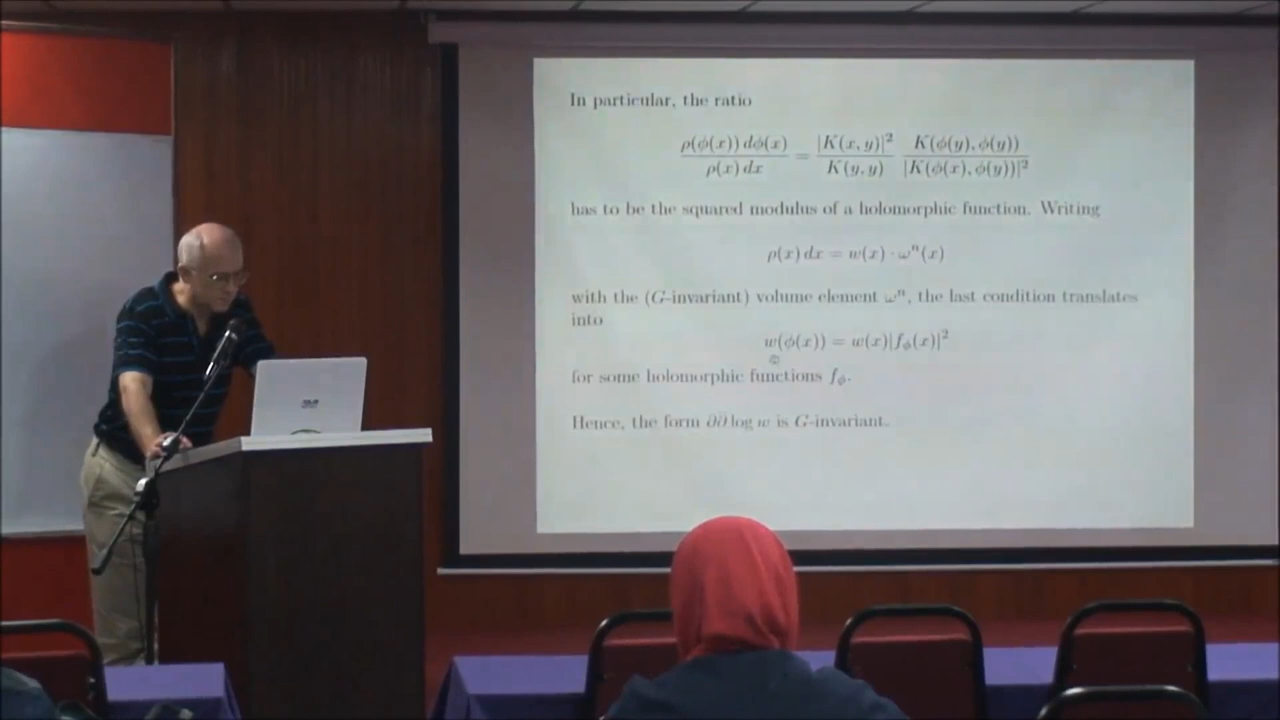 In particular, the ratio
ρ(φ(x)) dφ(x) / ρ(x) dx = |K(x, y)|² / K(y, y) K(φ(y), φ(y)) / |K(φ(x), φ(y))|²
has to be the squared modulus of a holomorphic function. Writing
ρ(x) dx = w(x) · ωⁿ(x)
with the (G-invariant) volume element ωⁿ, the last condition translates
into
w(φ(x)) = w(x)|f_φ(x)|²
for some holomorphic functions f_φ.
Hence, the form ∂∂̄ log w is G-invariant.